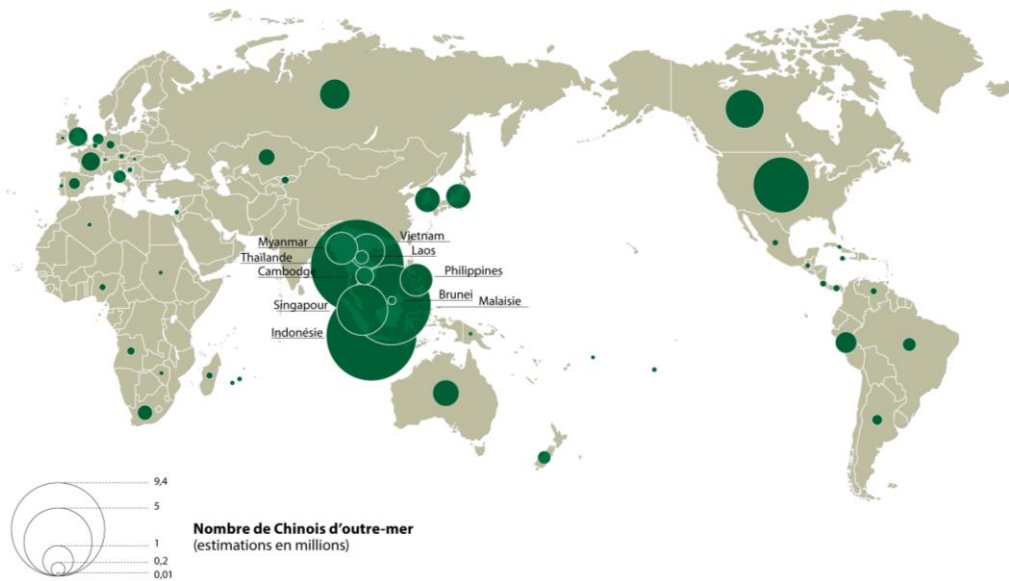 Myanmar
Vietnam
Thaïlande
Laos
Cambodge
Philippines
Singapour
Brunei
Malaisie
Indonésie
9,4
5
1
0,2
0,01
Nombre de Chinois d'outre-mer
(estimations en millions)